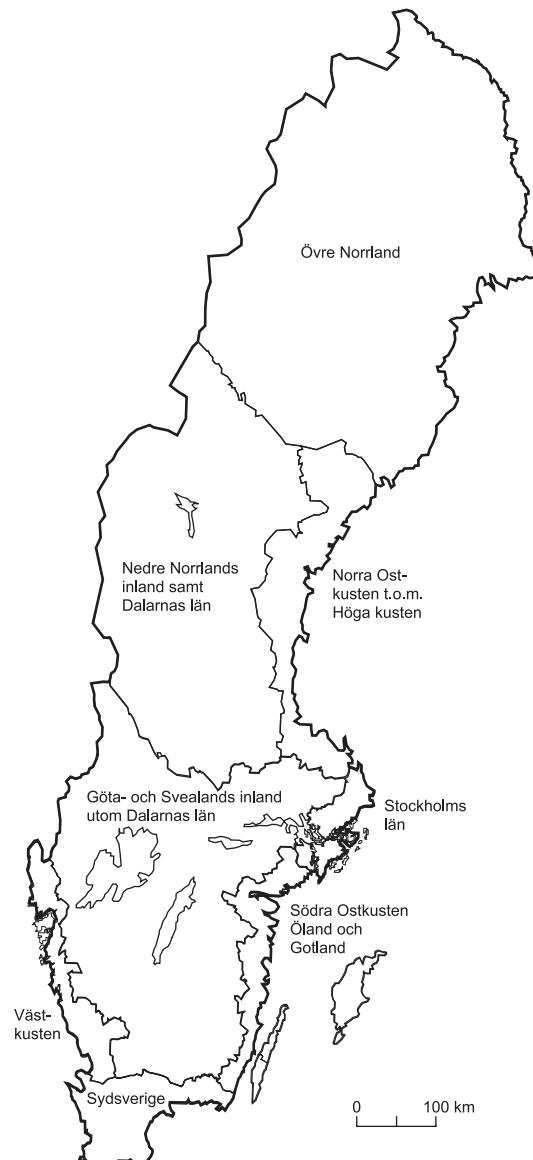 Övre Norrland
Nedre Norrlands
inland samt
Dalarnas län
Norra Ost-
kusten t.o.m.
Höga kusten
Göta- och Svealands inland
utom Dalarnas län
Stockholms
län
Södra Ostkusten
Öland och
Gotland
Väst-
kusten
Sydsverige
0 100 km